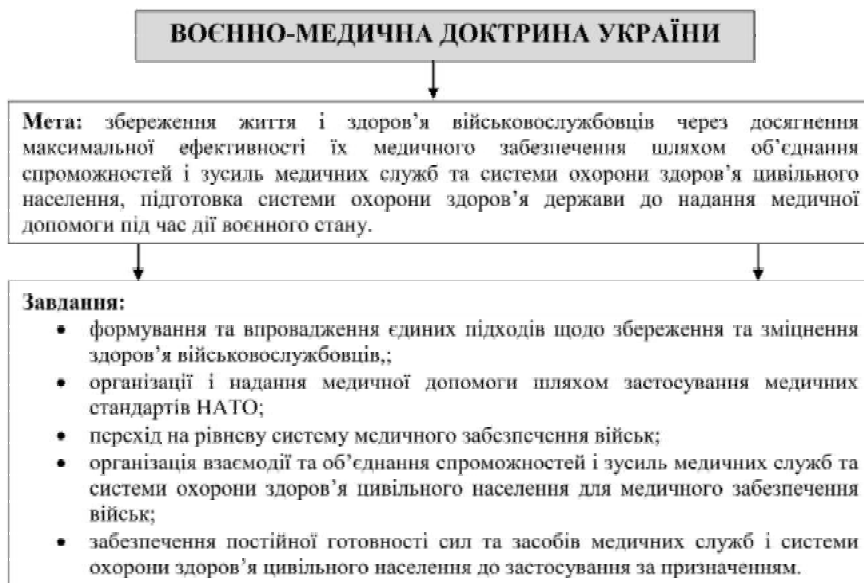 ВОЄННО-МЕДИЧНА ДОКТРИНА УКРАЇНИ
Мета: збереження життя і здоров’я військовослужбовців через досягнення
максимальної ефективності їх медичного забезпечення шляхом об’єднання
спроможностей і зусиль медичних служб та системи охорони здоров’я цивільного
населення, підготовка системи охорони здоров’я держави до надання медичної
допомоги під час дії воєнного стану.
Завдання:
• формування та впровадження єдиних підходів щодо збереження та зміцнення
здоров’я військовослужбовців,;
• організації і надання медичної допомоги шляхом застосування медичних
стандартів НАТО;
• перехід на рівневу систему медичного забезпечення військ;
• організація взаємодії та об’єднання спроможностей і зусиль медичних служб та
системи охорони здоров’я цивільного населення для медичного забезпечення
військ;
• забезпечення постійної готовності сил та засобів медичних служб і системи
охорони здоров’я цивільного населення до застосування за призначенням.